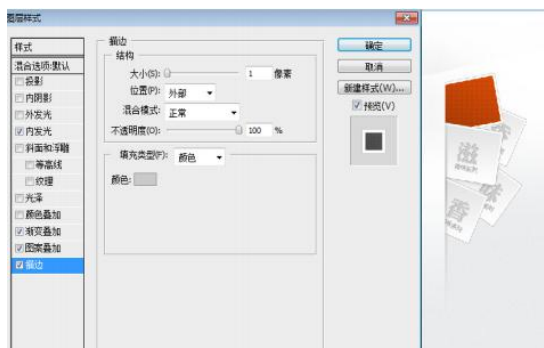 图层样式
样式
混合选项:默认
投影
内阴影
外发光
内发光
斜面和浮雕
等高线
纹理
光泽
颜色叠加
渐变叠加
图案叠加
描边
描边
结构
大小(S): 1 像素
位置(P): 外部
混合模式: 正常
不透明度(O): 100 %
填充类型(F): 颜色
颜色:
确定
取消
新建样式(W)...
预览(V)
滋
味
香